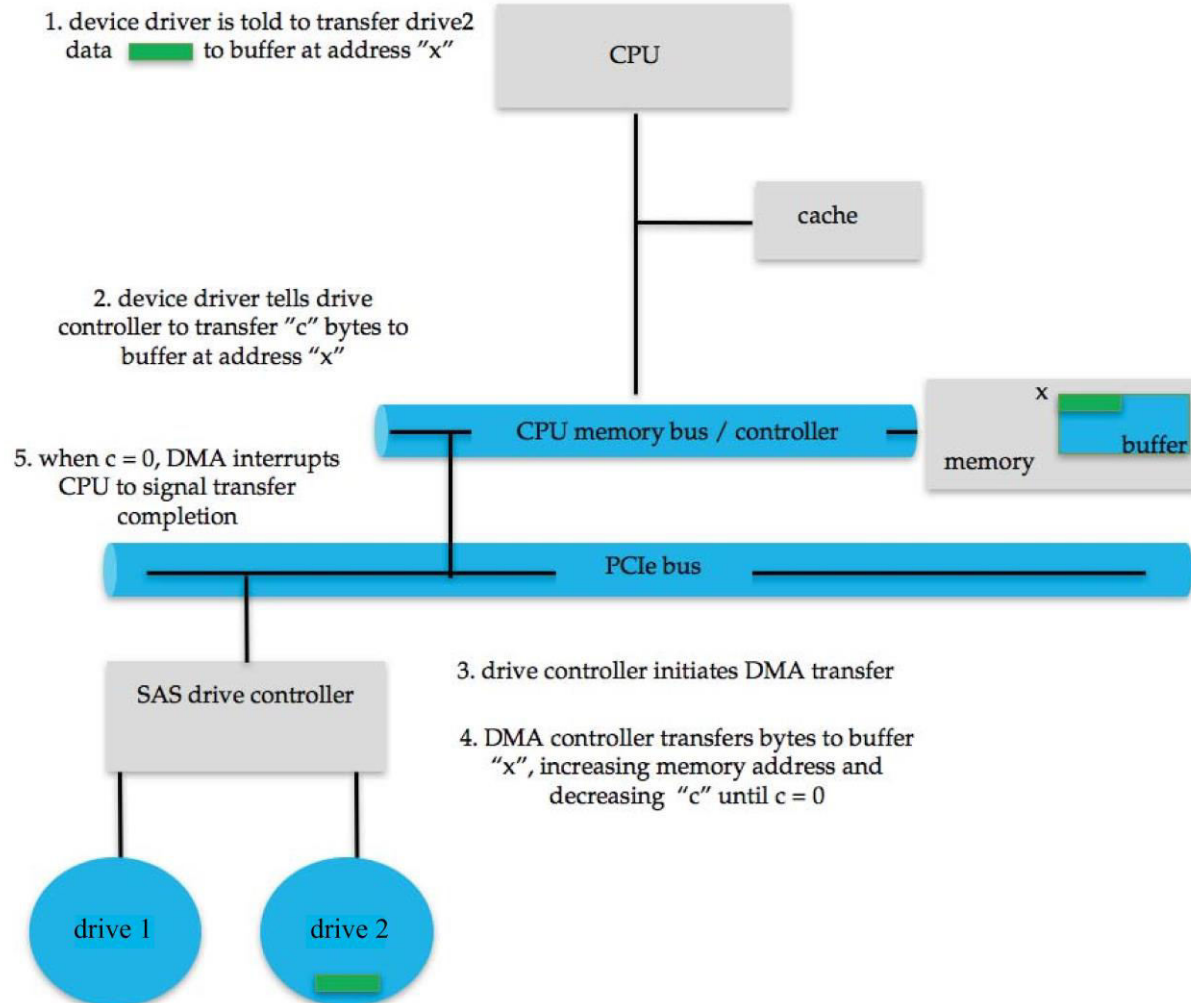 1. device driver is told to transfer drive2
data to buffer at address "x"
CPU
cache
2. device driver tells drive
controller to transfer "c" bytes to
buffer at address "x"
CPU memory bus / controller
x
buffer
memory
5. when c = 0, DMA interrupts
CPU to signal transfer
completion
PCIe bus
3. drive controller initiates DMA transfer
SAS drive controller
4. DMA controller transfers bytes to buffer
"x", increasing memory address and
decreasing "c" until c = 0
drive 1
drive 2